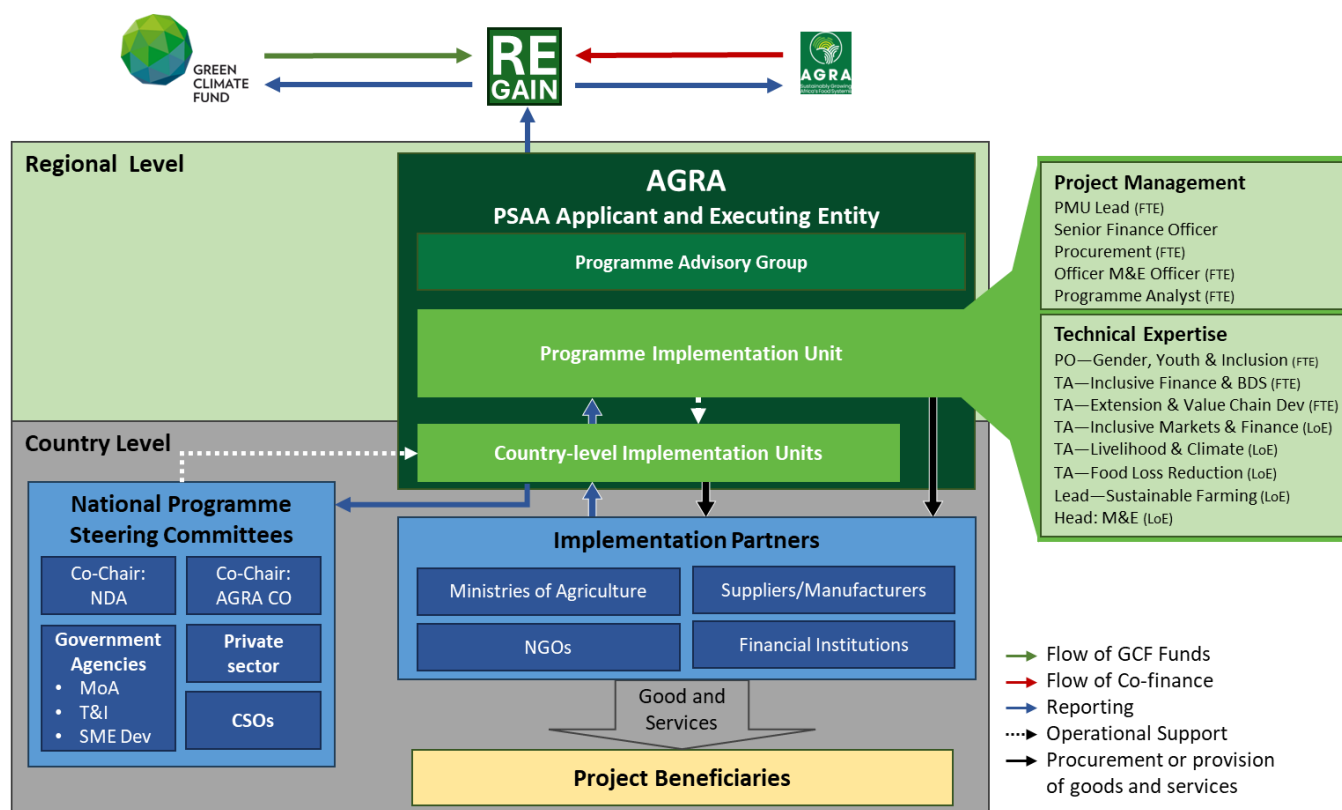 GREEN
CLIMATE
FUND
RE
GAIN
AGRA
Sustainably Growing
Africa's Food Systems
Regional Level
AGRA
PSAA Applicant and Executing Entity
Programme Advisory Group
Programme Implementation Unit
Project Management
PMU Lead (FTE)
Senior Finance Officer
Procurement (FTE)
Officer M&E Officer (FTE)
Programme Analyst (FTE)
Technical Expertise
PO—Gender, Youth & Inclusion (FTE)
TA—Inclusive Finance & BDS (FTE)
TA—Extension & Value Chain Dev (FTE)
TA—Inclusive Markets & Finance (LoE)
TA—Livelihood & Climate (LoE)
TA—Food Loss Reduction (LoE)
Lead—Sustainable Farming (LoE)
Head: M&E (LoE)
Country Level
Country-level Implementation Units
National Programme
Steering Committees
Co-Chair:
NDA
Co-Chair:
AGRA CO
Government
Agencies
• MoA
• T&I
• SME Dev
Private
sector
CSOs
Implementation Partners
Ministries of Agriculture
Suppliers/Manufacturers
NGOs
Financial Institutions
Good and
Services
Project Beneficiaries
Flow of GCF Funds
Flow of Co-finance
Reporting
Operational Support
Procurement or provision
of goods and services